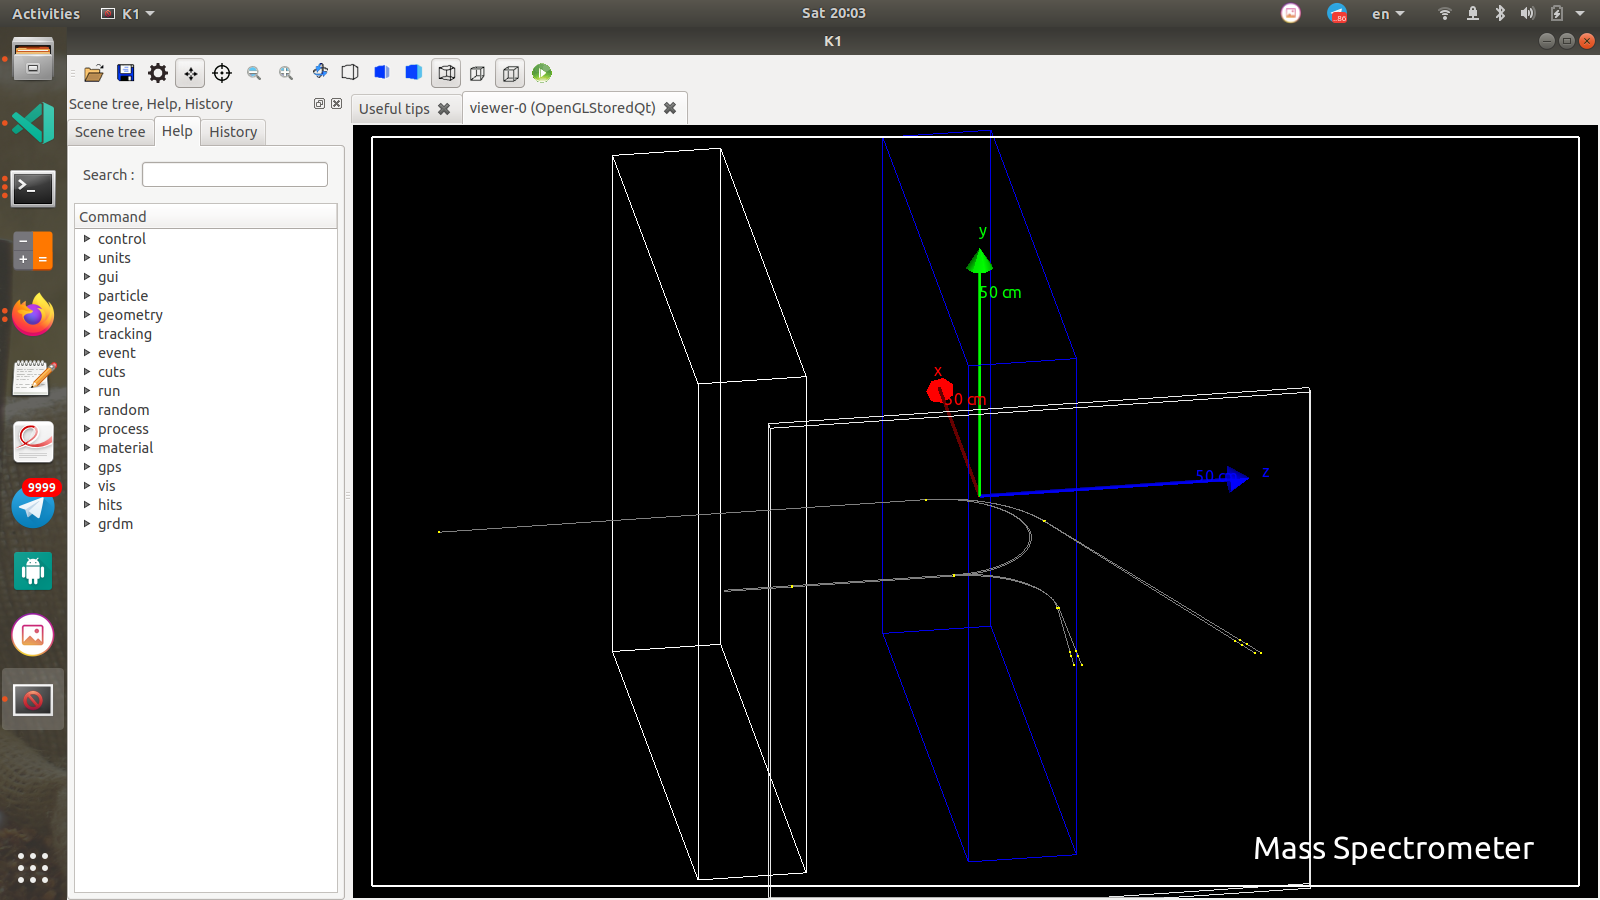 Activities
K1
Sat 20:03
80
en
K1
Scene tree, Help, History
Useful tips
viewer-0 (OpenGLStoredQt)
Scene tree
Help
History
Search :
Command
control
units
gui
particle
geometry
tracking
event
cuts
run
random
process
material
gps
vis
hits
grdm
9999
y
50 cm
x
50 cm
50 cm
z
Mass Spectrometer